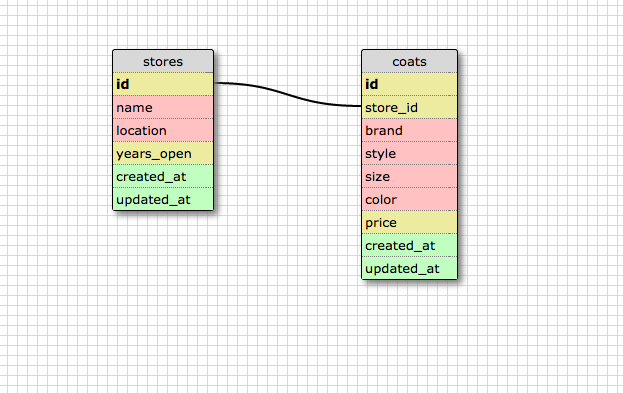 stores
id
name
location
years_open
created_at
updated_at
coats
id
store_id
brand
style
size
color
price
created_at
updated_at